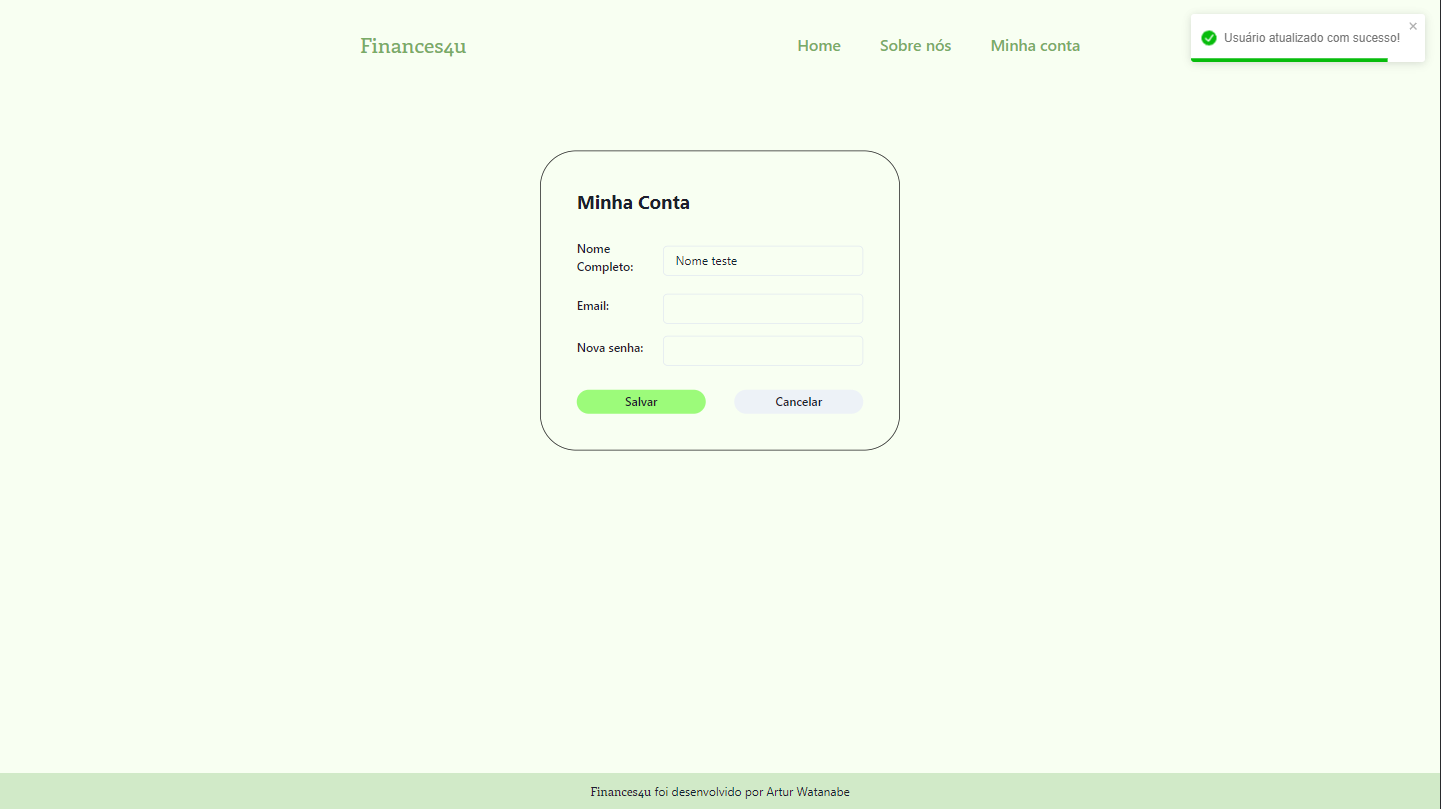 Finances4u
Home Sobre nós Minha conta
Usuário atualizado com sucesso!
Minha Conta
Nome
Completo:
Nome teste
Email:
Nova senha:
Salvar Cancelar
Finances4u foi desenvolvido por Artur Watanabe